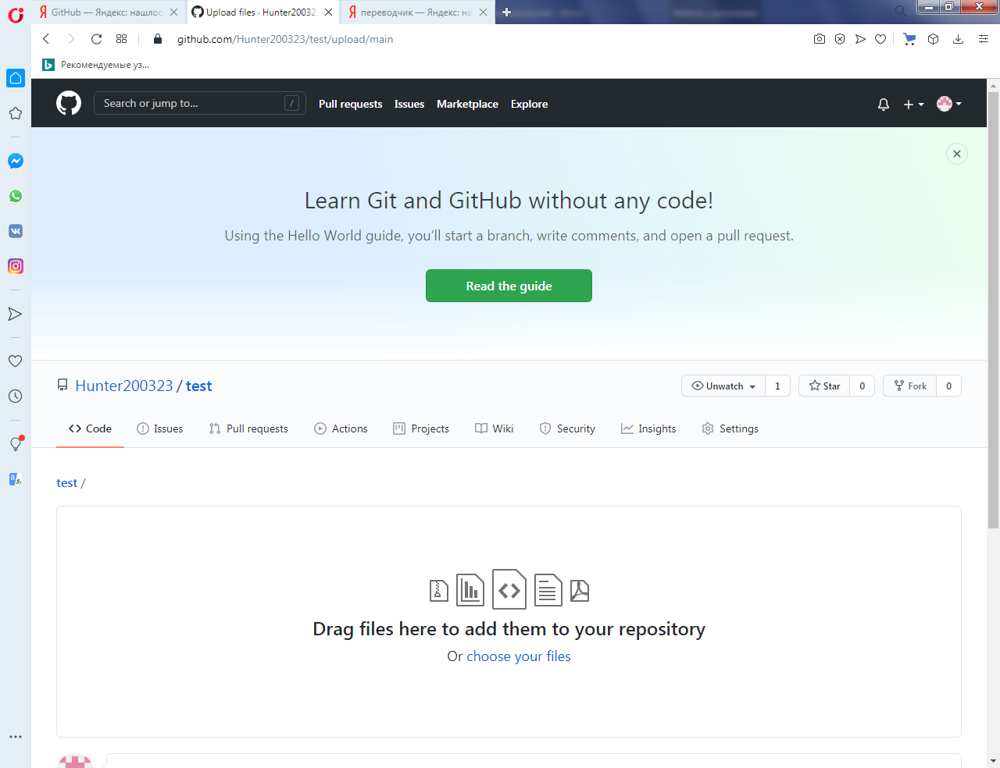 GitHub — Яндекс: нашлос
Upload files · Hunter20032
переводчик — Яндекс: на
github.com/Hunter200323/test/upload/main
Рекомендуемые уз...
Search or jump to...
/
Pull requests
Issues
Marketplace
Explore
Learn Git and GitHub without any code!
Using the Hello World guide, you’ll start a branch, write comments, and open a pull request.
Read the guide
Hunter200323 / test
Unwatch
1
Star
0
Fork
0
Code
Issues
Pull requests
Actions
Projects
Wiki
Security
Insights
Settings
test /
Drag files here to add them to your repository
Or choose your files